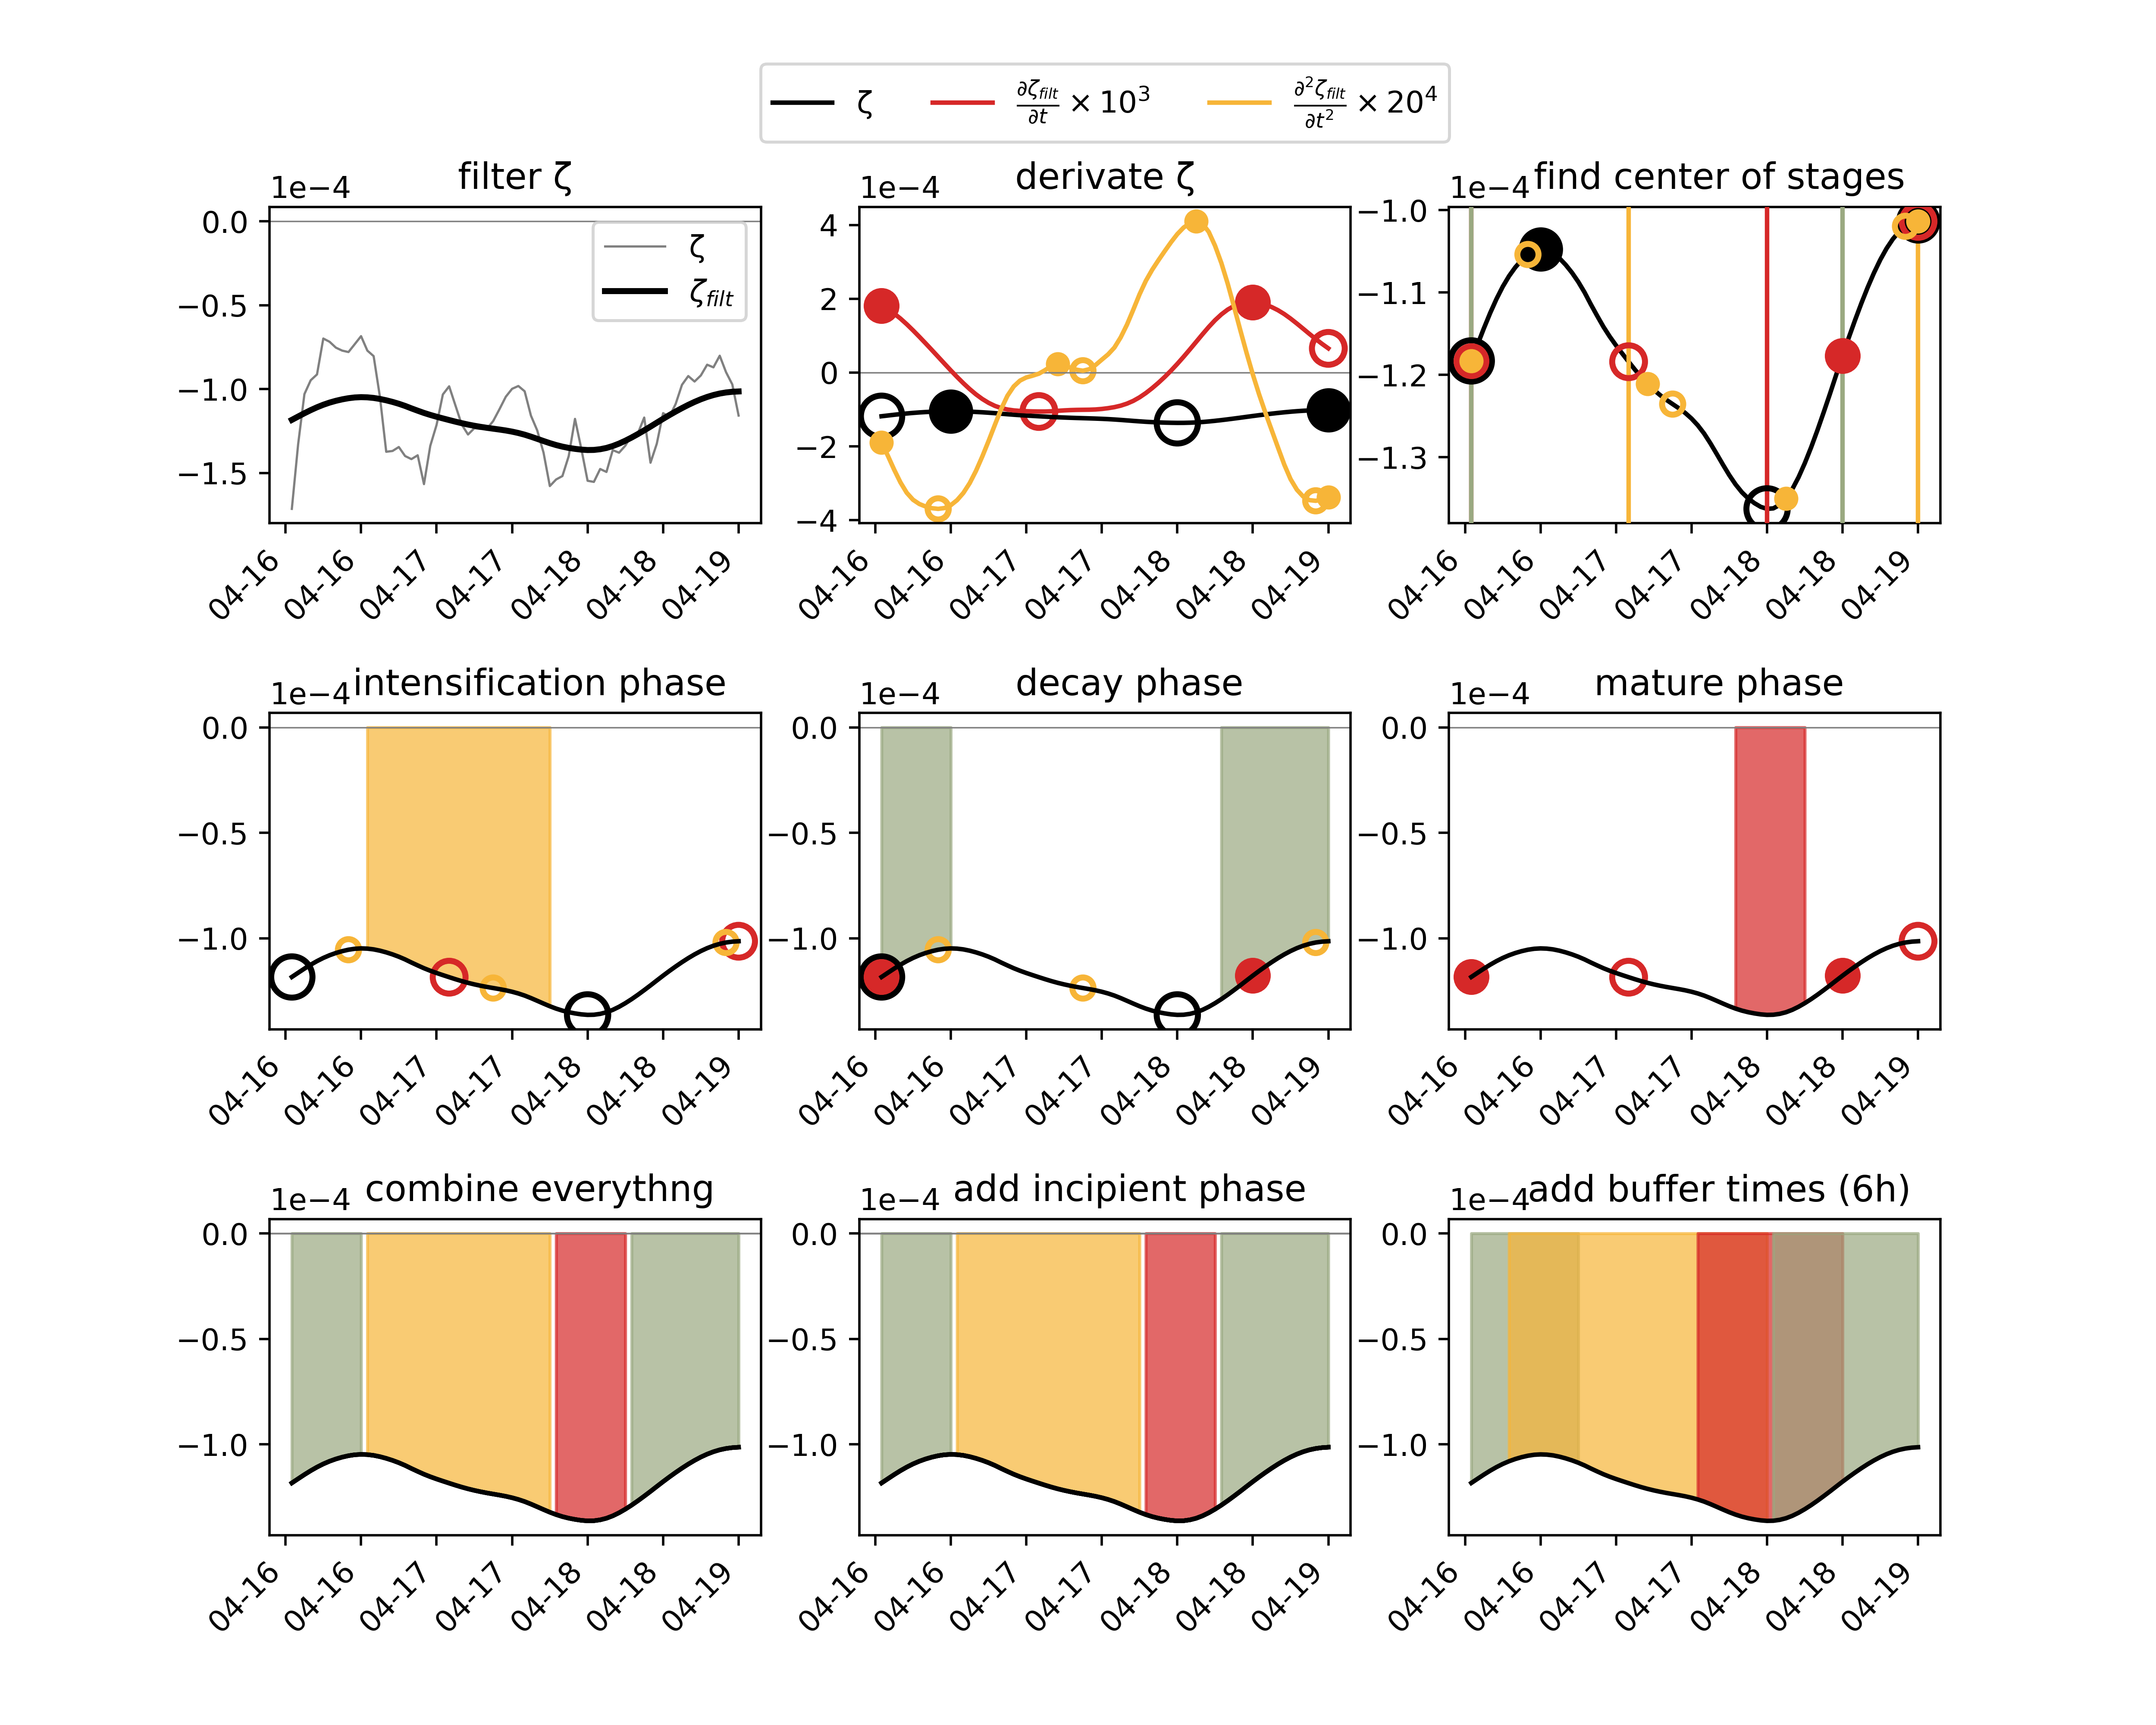 ζ ∂ζfilt/∂t × 10³ ∂²ζfilt/∂t² × 20⁴
filter ζ
1e−4
0.0
−0.5
−1.0
−1.5
ζ
ζfilt
04-16 04-16 04-17 04-17 04-18 04-18 04-19
derivate ζ
1e−4
4
2
0
−2
−4
04-16 04-16 04-17 04-17 04-18 04-18 04-19
find center of stages
1e−4
−1.0
−1.1
−1.2
−1.3
04-16 04-16 04-17 04-17 04-18 04-18 04-19
intensification phase
1e−4
0.0
−0.5
−1.0
04-16 04-16 04-17 04-17 04-18 04-18 04-19
decay phase
1e−4
0.0
−0.5
−1.0
04-16 04-16 04-17 04-17 04-18 04-18 04-19
mature phase
1e−4
0.0
−0.5
−1.0
04-16 04-16 04-17 04-17 04-18 04-18 04-19
combine everythng
1e−4
0.0
−0.5
−1.0
04-16 04-16 04-17 04-17 04-18 04-18 04-19
add incipient phase
1e−4
0.0
−0.5
−1.0
04-16 04-16 04-17 04-17 04-18 04-18 04-19
add buffer times (6h)
1e−4
0.0
−0.5
−1.0
04-16 04-16 04-17 04-17 04-18 04-18 04-19